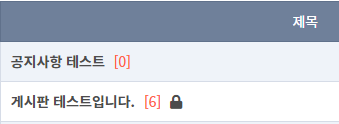 제목
공지사항 테스트 [0]
게시판 테스트입니다. [6]